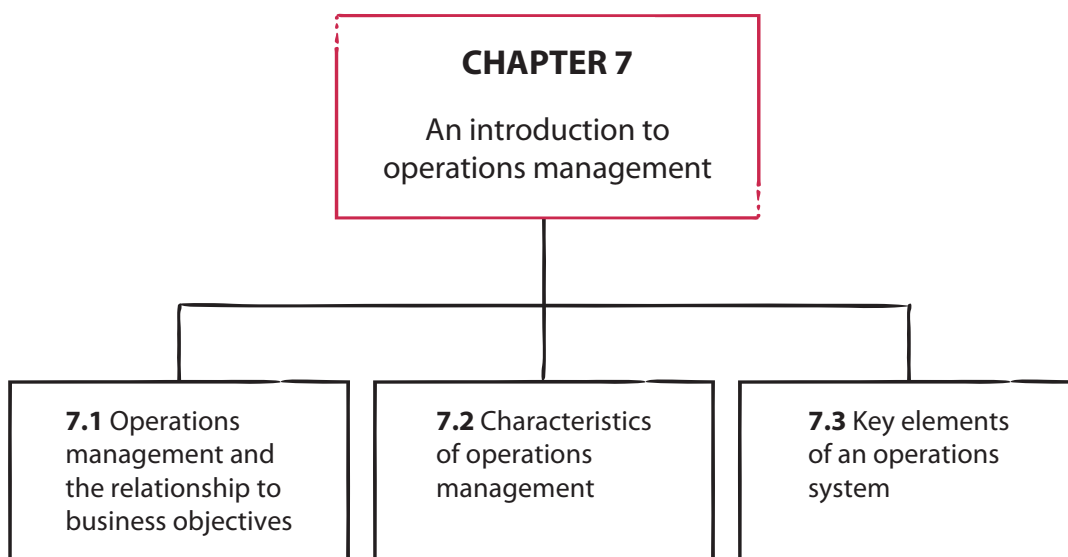 CHAPTER 7
An introduction to
operations management
7.1 Operations
management and
the relationship to
business objectives
7.2 Characteristics
of operations
management
7.3 Key elements
of an operations
system